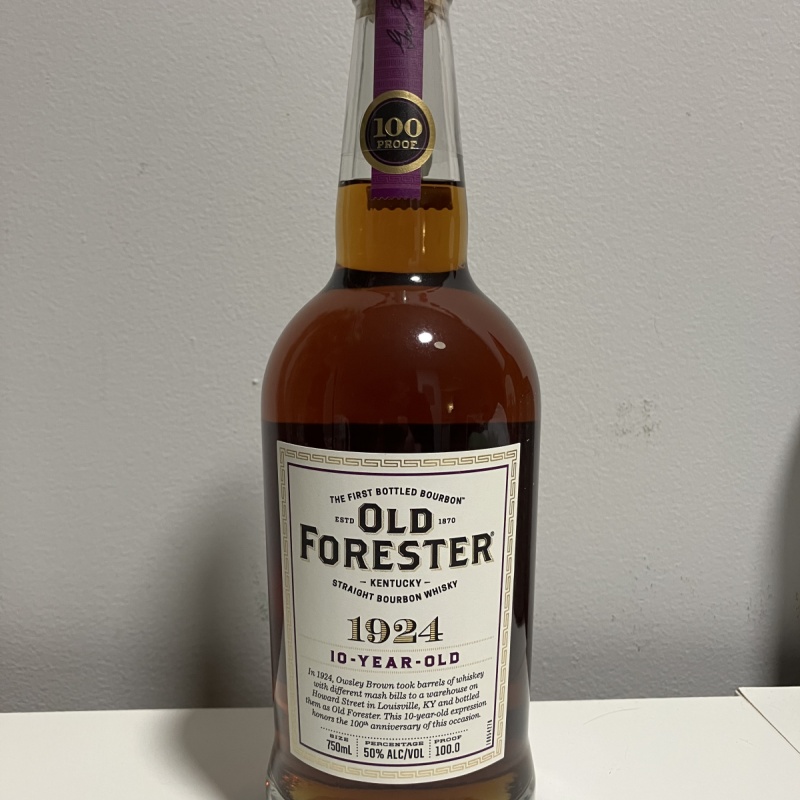 100
PROOF
THE FIRST BOTTLED BOURBON™
ESTD OLD 1870
FORESTER®
– KENTUCKY –
STRAIGHT BOURBON WHISKY
1924
10-YEAR-OLD
In 1924, Owsley Brown took barrels of whiskey
with different mash bills to a warehouse on
Howard Street in Louisville, KY and bottled
them as Old Forester. This 10-year-old expression
honors the 100th anniversary of this occasion.
SIZE PERCENTAGE PROOF
750mL 50% ALC/VOL 100.0